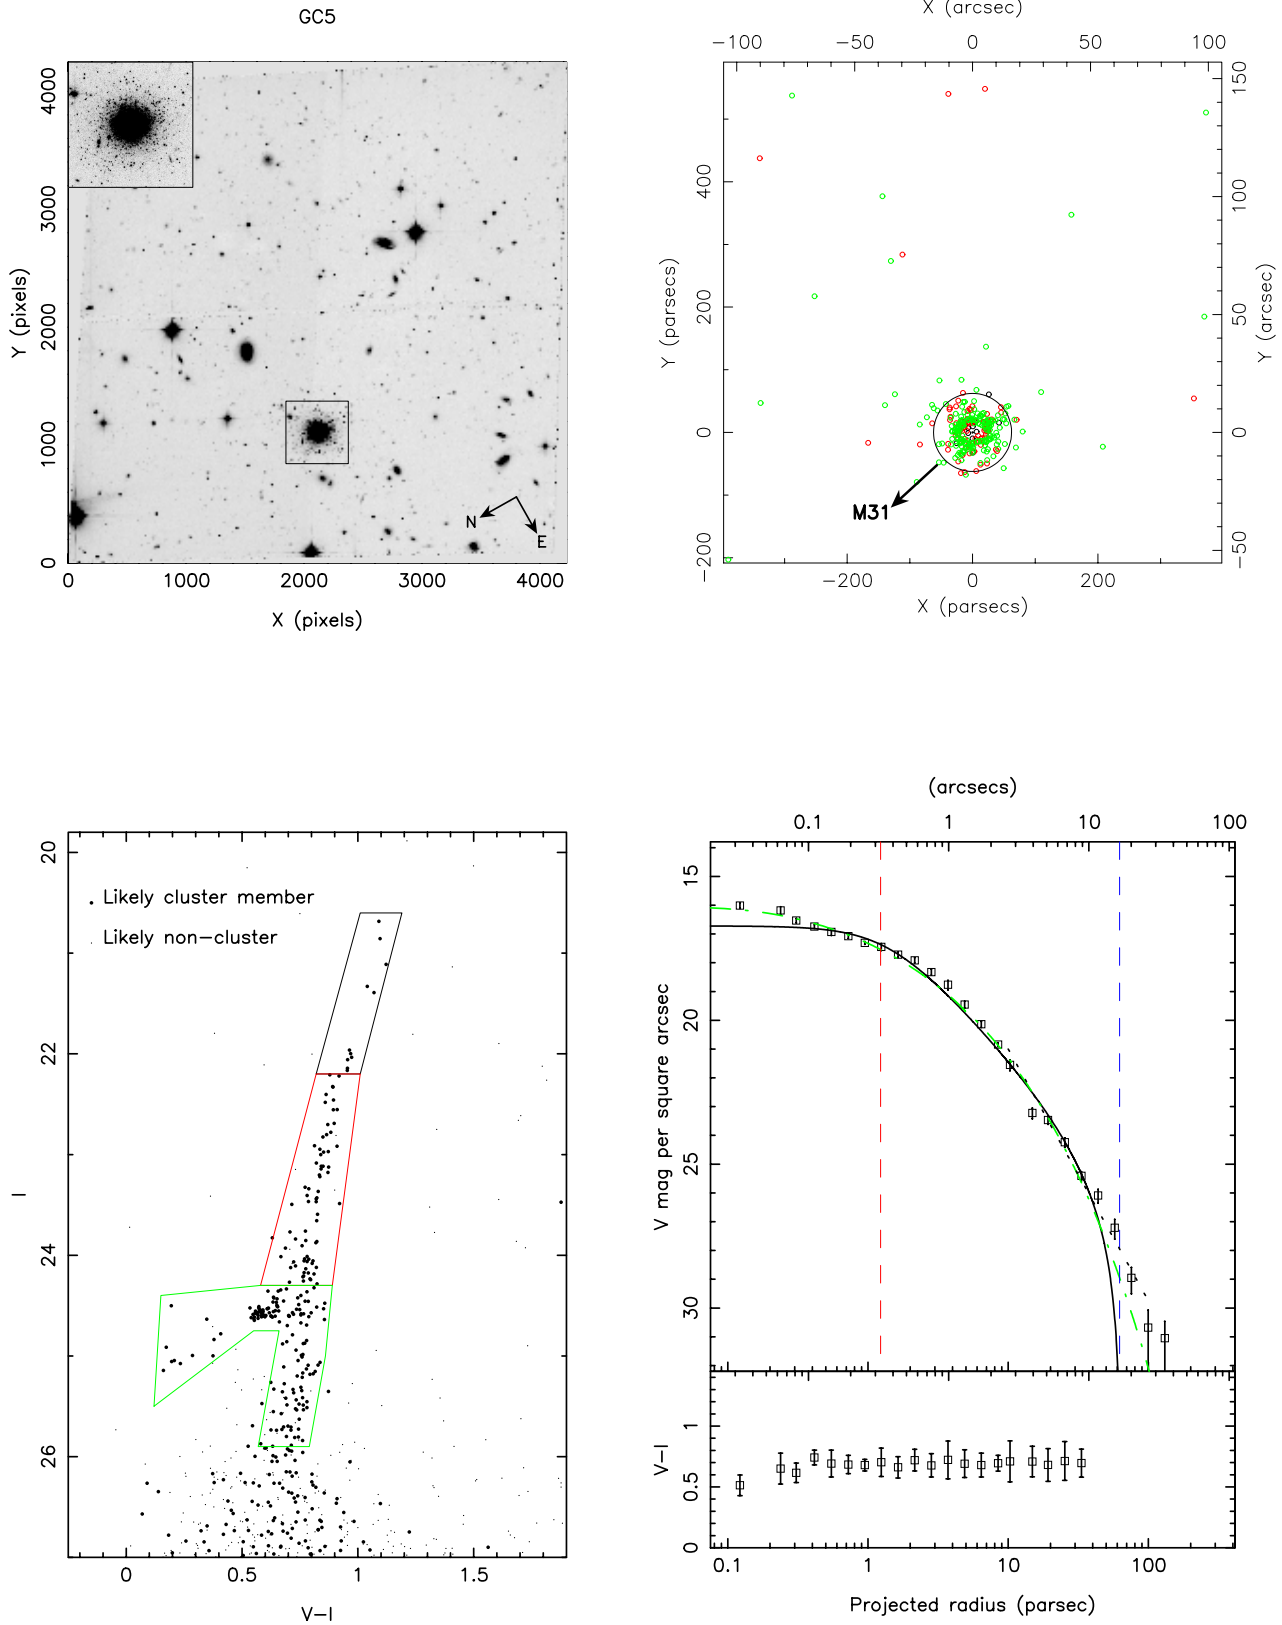 GC5
4000
3000
2000
1000
0
Y (pixels)
N
E
0 1000 2000 3000 4000
X (pixels)
X (arcsec)
−100 −50 0 50 100
400
200
0
−200
Y (parsecs)
150
100
50
0
−50
Y (arcsec)
M31
−200 0 200
X (parsecs)
20
22
24
26
I
Likely cluster member
Likely non−cluster
0 0.5 1 1.5
V−I
(arcsecs)
0.1 1 10 100
15
20
25
30
V mag per square arcsec
1
0.5
0
V−I
0.1 1 10 100
Projected radius (parsec)